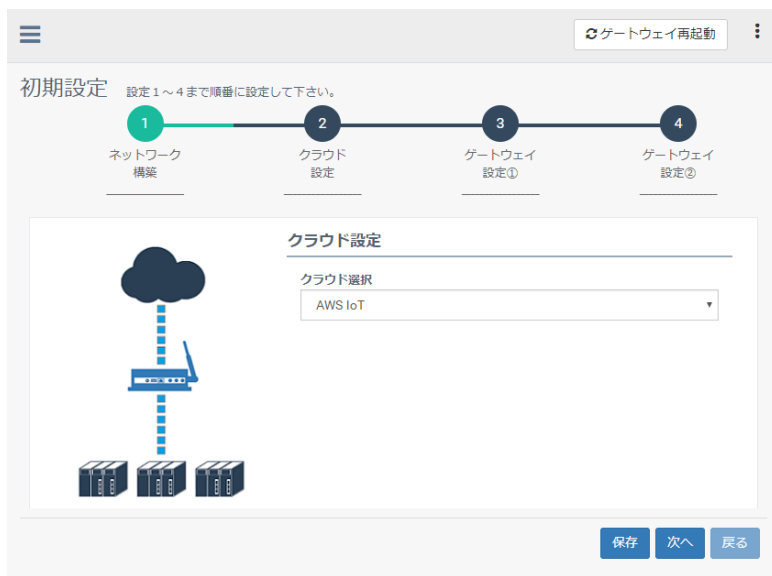 ゲートウェイ再起動
初期設定 設定1～4まで順番に設定して下さい。
1 2 3 4
ネットワーク クラウド ゲートウェイ ゲートウェイ
構築 設定 設定① 設定②
クラウド設定
クラウド選択
AWS IoT
保存 次へ 戻る